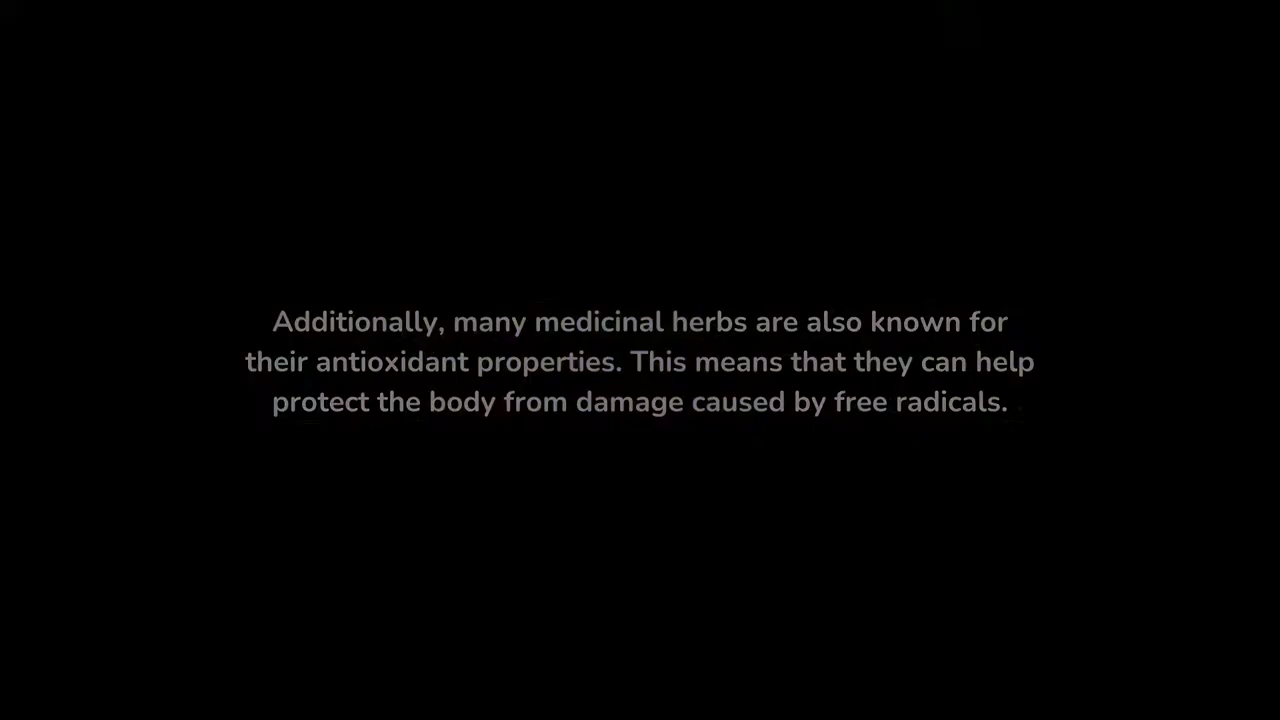 Additionally, many medicinal herbs are also known for
their antioxidant properties. This means that they can help
protect the body from damage caused by free radicals.